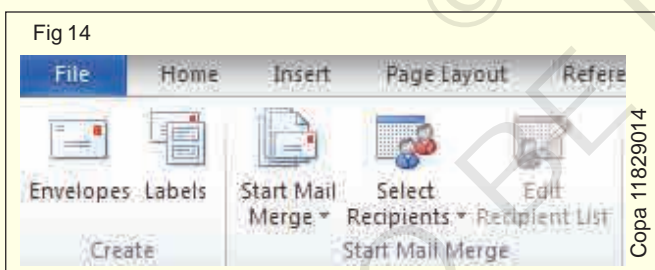 Fig 14
File Home Insert Page Layout Refere
Envelopes Labels Start Mail Merge Select Recipients Edit Recipient List
Create Start Mail Merge
Copa 11829014